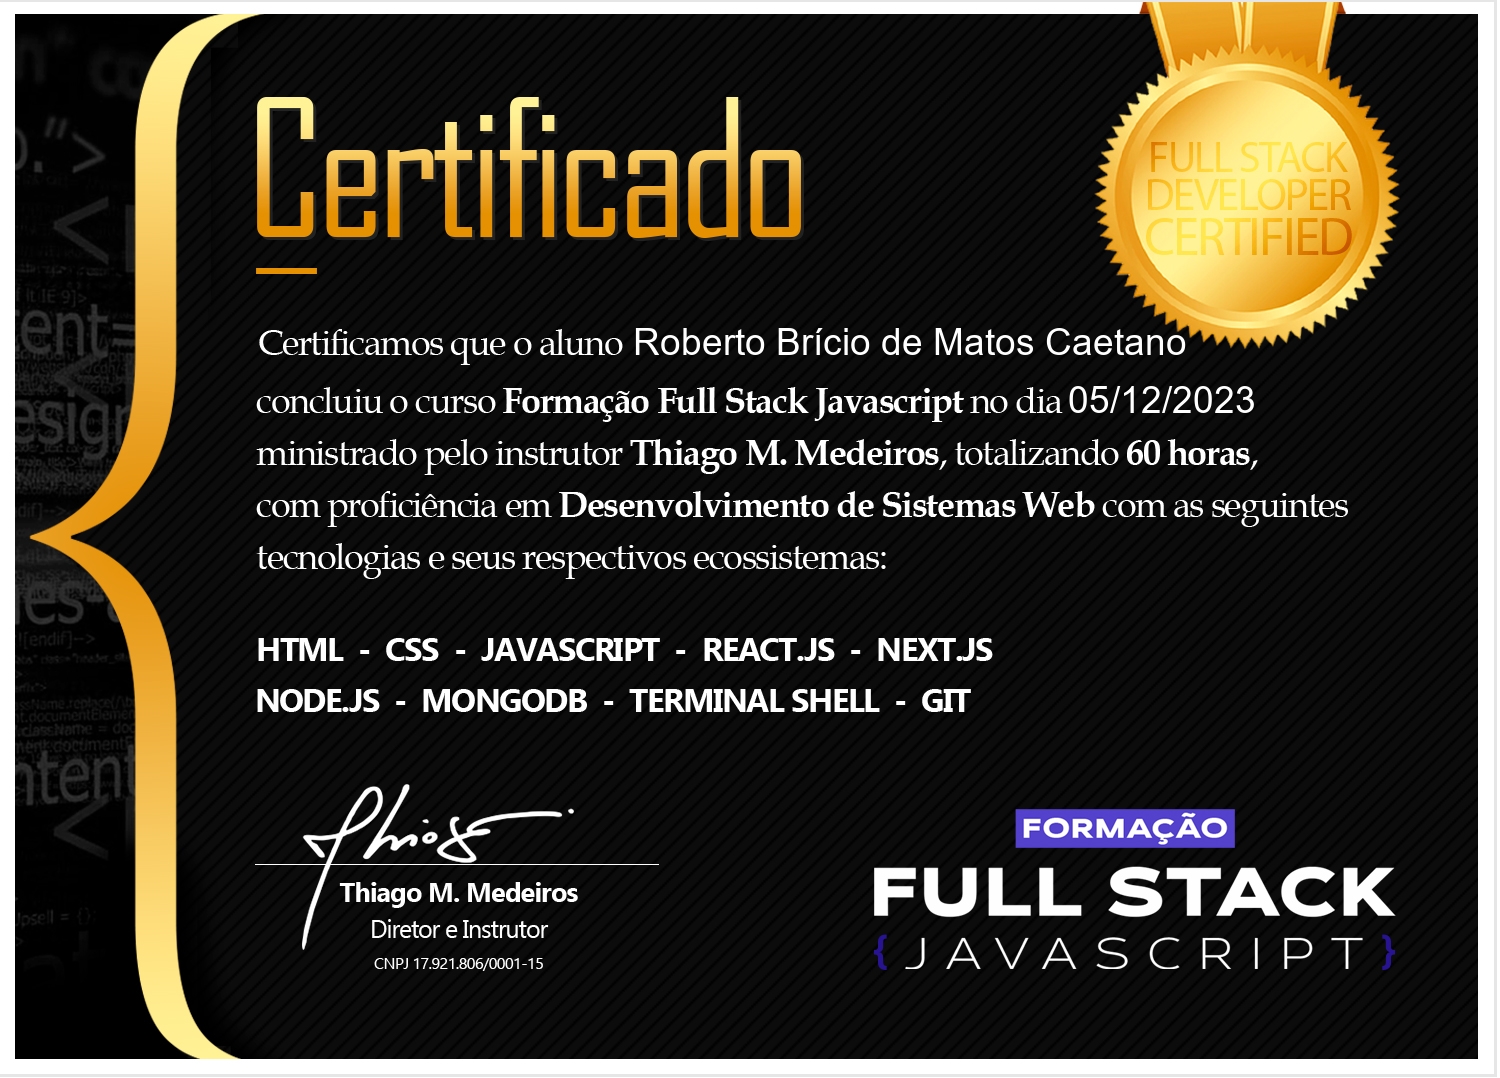 Certificado
FULL STACK
DEVELOPER
CERTIFIED
Certificamos que o aluno Roberto Brício de Matos Caetano
concluiu o curso Formação Full Stack Javascript no dia 05/12/2023
ministrado pelo instrutor Thiago M. Medeiros, totalizando 60 horas,
com proficiência em Desenvolvimento de Sistemas Web com as seguintes
tecnologias e seus respectivos ecossistemas:
HTML - CSS - JAVASCRIPT - REACT.JS - NEXT.JS
NODE.JS - MONGODB - TERMINAL SHELL - GIT
Thiago M. Medeiros
Diretor e Instrutor
CNPJ 17.921.806/0001-15
FORMAÇÃO
FULL STACK
{JAVASCRIPT}